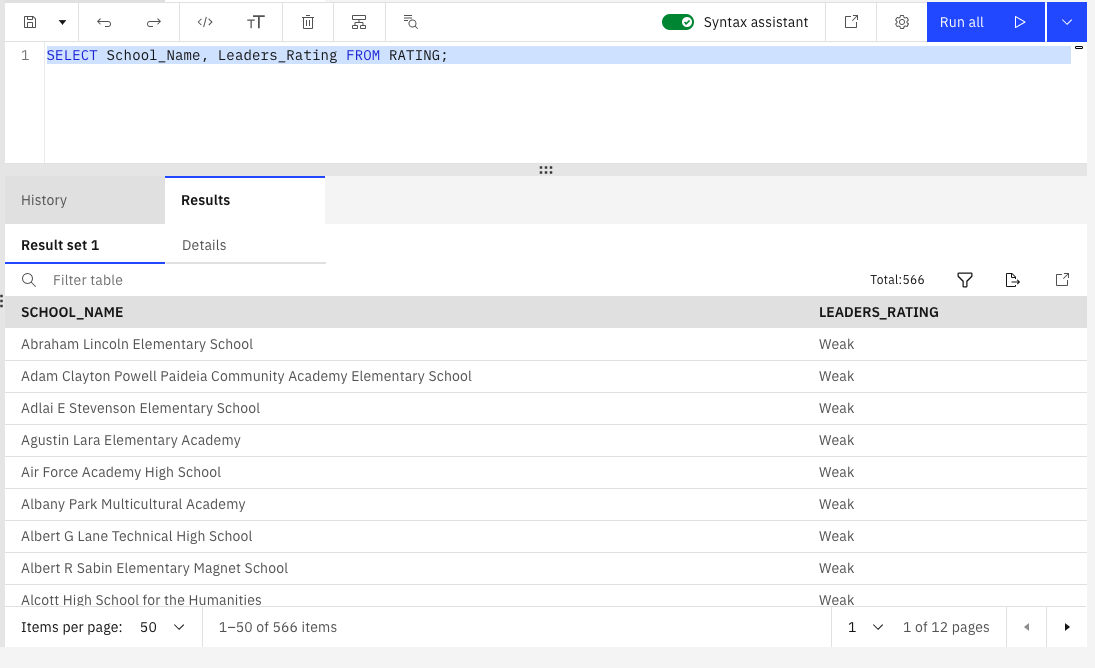 </> TT Syntax assistant Run all
1 SELECT School_Name, Leaders_Rating FROM RATING;
History Results
Result set 1 Details
Filter table Total:566
SCHOOL_NAME LEADERS_RATING
Abraham Lincoln Elementary School Weak
Adam Clayton Powell Paideia Community Academy Elementary School Weak
Adlai E Stevenson Elementary School Weak
Agustin Lara Elementary Academy Weak
Air Force Academy High School Weak
Albany Park Multicultural Academy Weak
Albert G Lane Technical High School Weak
Albert R Sabin Elementary Magnet School Weak
Alcott High School for the Humanities Weak
Items per page: 50 1–50 of 566 items 1 1 of 12 pages